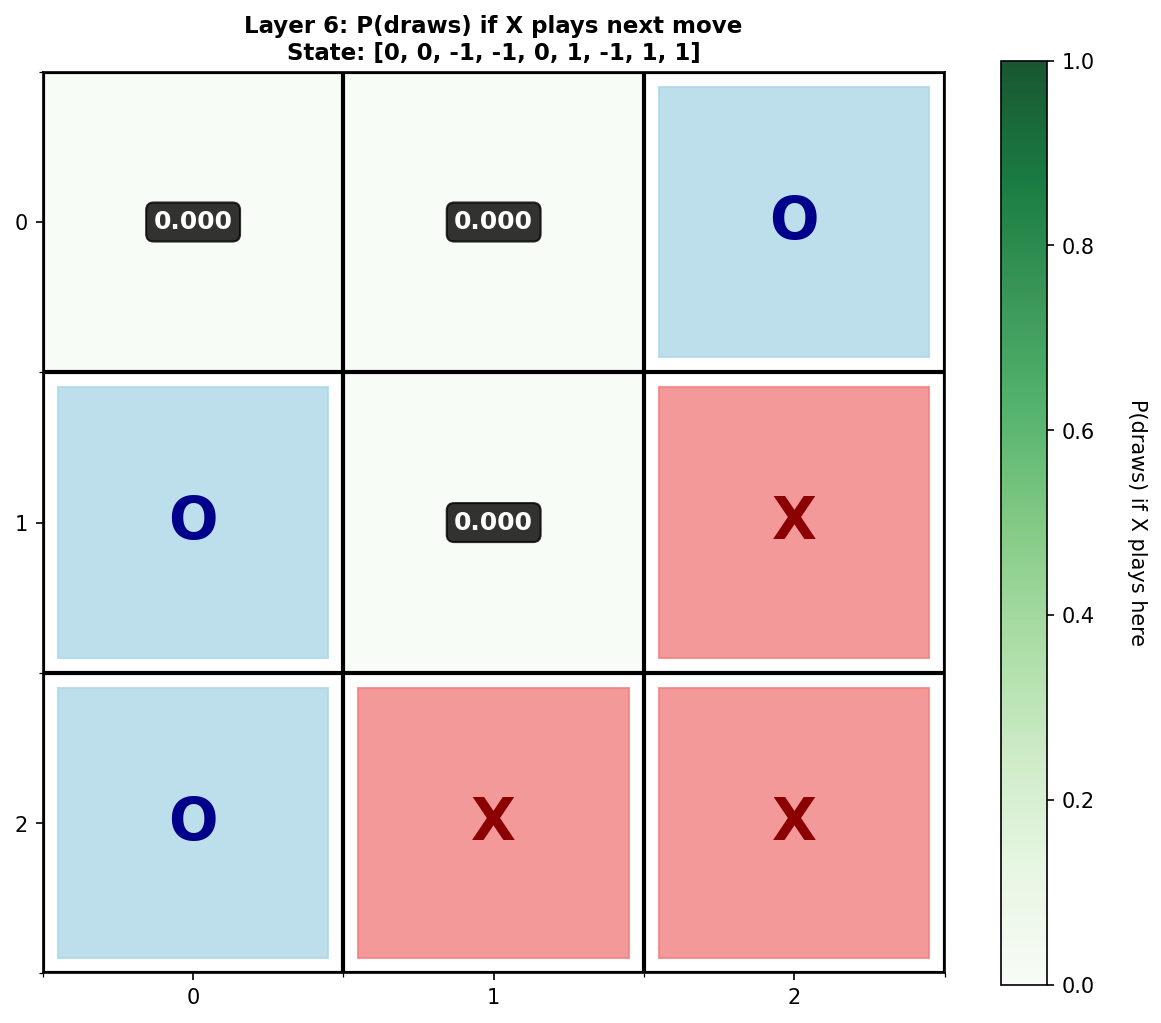 Layer 6: P(draws) if X plays next move
State: [0, 0, -1, -1, 0, 1, -1, 1, 1]
0
0.000
0.000
O
1
O
0.000
X
2
O
X
X
0
1
2
1.0
0.8
0.6
0.4
0.2
0.0
P(draws) if X plays here